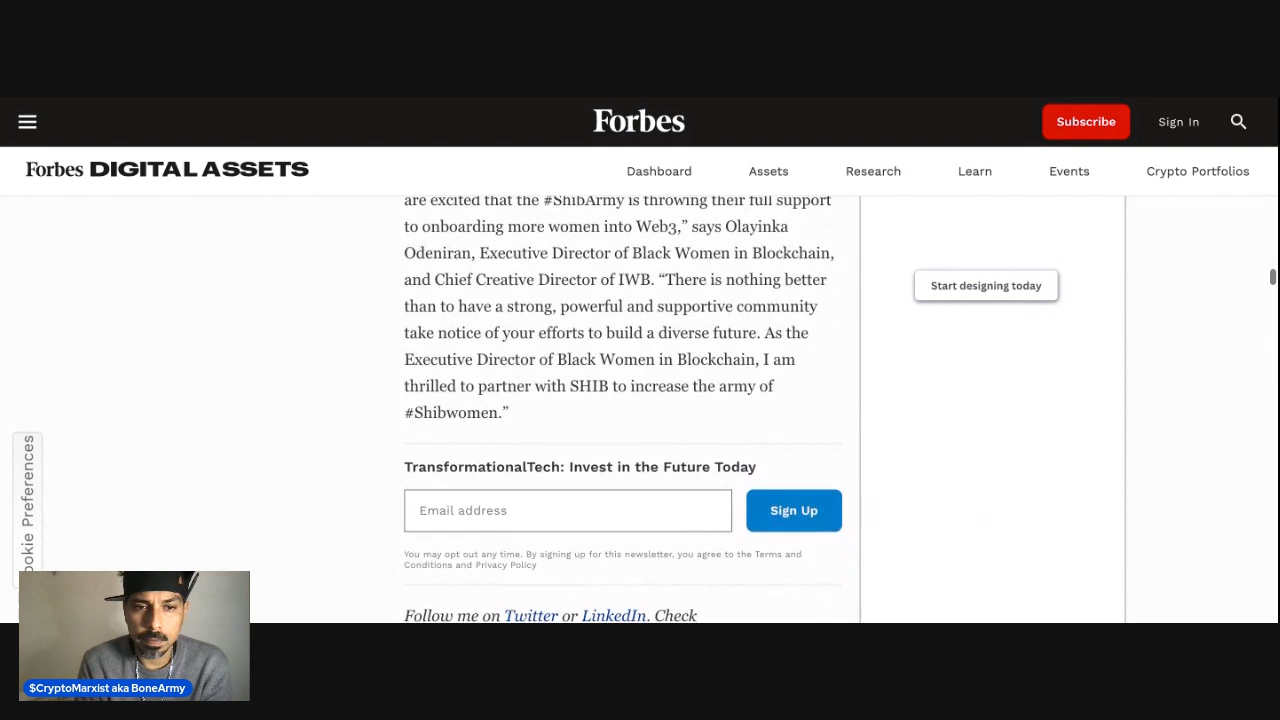 Forbes
Subscribe
Sign In
Forbes DIGITAL ASSETS
Dashboard
Assets
Research
Learn
Events
Crypto Portfolios
are excited that the #ShibArmy is throwing their full support
to onboarding more women into Web3,” says Olayinka
Odeniran, Executive Director of Black Women in Blockchain,
and Chief Creative Director of IWB. “There is nothing better
than to have a strong, powerful and supportive community
take notice of your efforts to build a diverse future. As the
Executive Director of Black Women in Blockchain, I am
thrilled to partner with SHIB to increase the army of
#Shibwomen.”
Start designing today
TransformationalTech: Invest in the Future Today
Email address
Sign Up
You may opt out any time. By signing up for this newsletter, you agree to the Terms and
Conditions and Privacy Policy
Follow me on Twitter or LinkedIn. Check
ookie Preferences
$CryptoMarxist aka BoneArmy